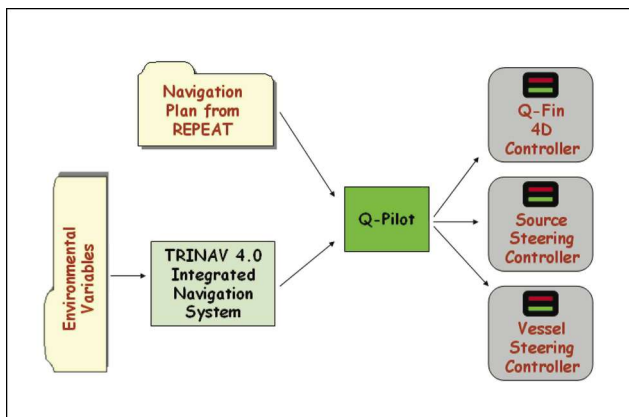 Navigation
Plan from
REPEAT
Environmental
Variables
TRINAV 4.0
Integrated
Navigation
System
Q-Pilot
Q-Fin
4D
Controller
Source
Steering
Controller
Vessel
Steering
Controller